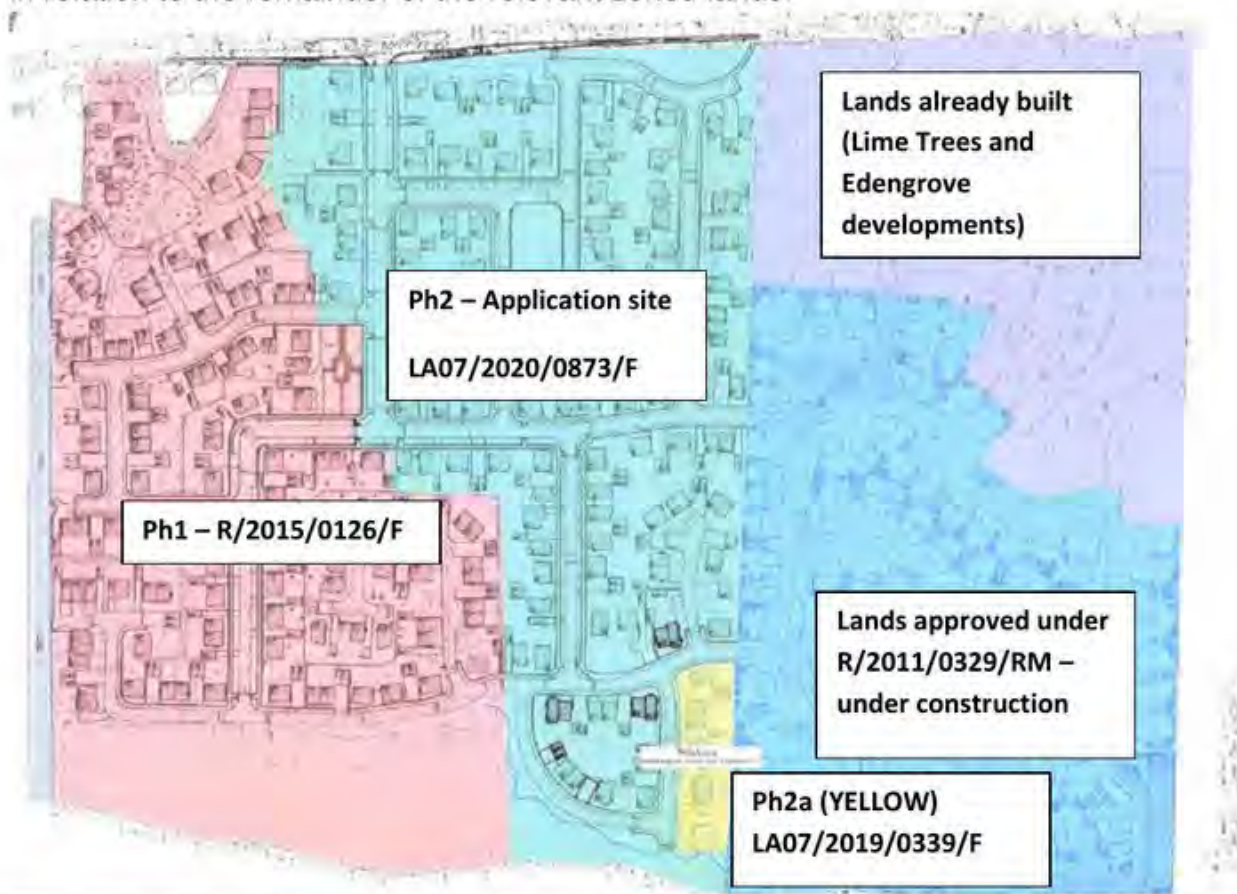 Lands already built
(Lime Trees and
Edengrove
developments)
Ph2 – Application site
LA07/2020/0873/F
Ph1 – R/2015/0126/F
Lands approved under
R/2011/0329/RM –
under construction
Ph2a (YELLOW)
LA07/2019/0339/F